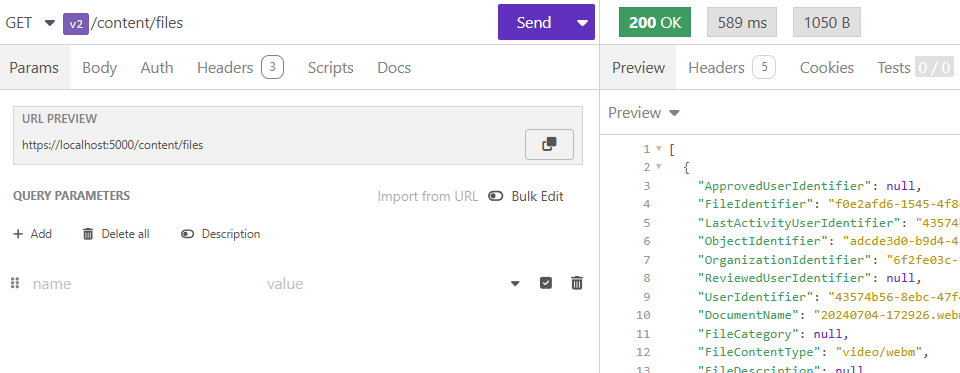 GET v2 /content/files Send
200 OK 589 ms 1050 B
Params Body Auth Headers 3 Scripts Docs
Preview Headers 5 Cookies Tests 0 / 0
URL PREVIEW
https://localhost:5000/content/files
QUERY PARAMETERS Import from URL Bulk Edit
+ Add Delete all Description
name value
Preview
1 [
2 {
3 "ApprovedUserIdentifier": null,
4 "FileIdentifier": "f0e2afd6-1545-4f8
5 "LastActivityUserIdentifier": "43574
6 "ObjectIdentifier": "adcde3d0-b9d4-4
7 "OrganizationIdentifier": "6f2fe03c-
8 "ReviewedUserIdentifier": null,
9 "UserIdentifier": "43574b56-8ebc-47f
10 "DocumentName": "20240704-172926.webm
11 "FileCategory": null,
12 "FileContentType": "video/webm",
13 "FileDescription": null